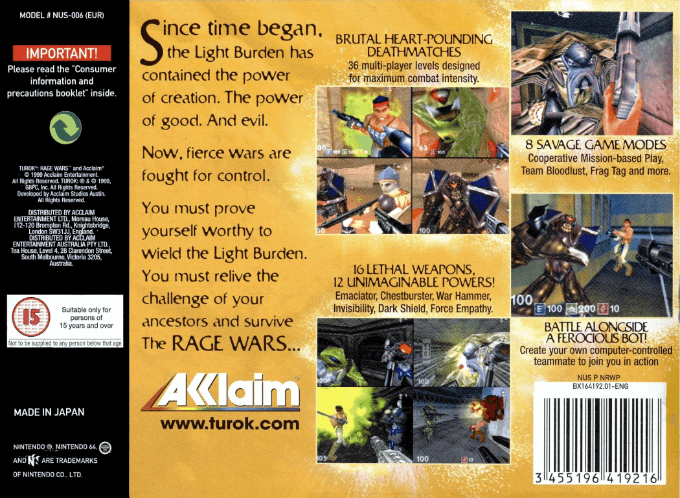 MODEL # NUS-006 (EUR)
IMPORTANT!
Please read the "Consumer
information and
precautions booklet" inside.
TUROK™: RAGE WARS™ and Acclaim®
© 1999 Acclaim Entertainment.
All Rights Reserved. TUROK: ® & © 1999,
GBPC, Inc. All Rights Reserved.
Developed by Acclaim Studios Austin.
All Rights Reserved.
DISTRIBUTED BY ACCLAIM
ENTERTAINMENT LTD., Moreau House,
112-120 Brompton Rd., Knightsbridge,
London SW31JJ, England.
DISTRIBUTED BY ACCLAIM
ENTERTAINMENT AUSTRALIA PTY LTD.,
Tea House, Level 4, 28 Clarendon Street,
South Melbourne, Victoria 3205,
Australia.
15
Suitable only for
persons of
15 years and over
Not to be supplied to any person below that age
MADE IN JAPAN
NINTENDO ®, NINTENDO 64,
AND N ARE TRADEMARKS
OF NINTENDO CO., LTD.
Since time began,
the Light Burden has
contained the power
of creation. The power
of good. And evil.
Now, fierce wars are
fought for control.
You must prove
yourself worthy to
wield the Light Burden.
You must relive the
challenge of your
ancestors and survive
The RAGE WARS...
AKlaim
www.turok.com
BRUTAL HEART-POUNDING
DEATHMATCHES
36 multi-player levels designed
for maximum combat intensity.
63
100
100
16 LETHAL WEAPONS,
12 UNIMAGINABLE POWERS!
Emaciator, Chestburster, War Hammer,
Invisibility, Dark Shield, Force Empathy.
100
100
10
8 SAVAGE GAME MODES
Cooperative Mission-based Play,
Team Bloodlust, Frag Tag and more.
100 E 100 200 10
BATTLE ALONGSIDE
A FEROCIOUS BOT!
Create your own computer-controlled
teammate to join you in action
NUS P NRWP
BX164192.01-ENG
3 455196 419216